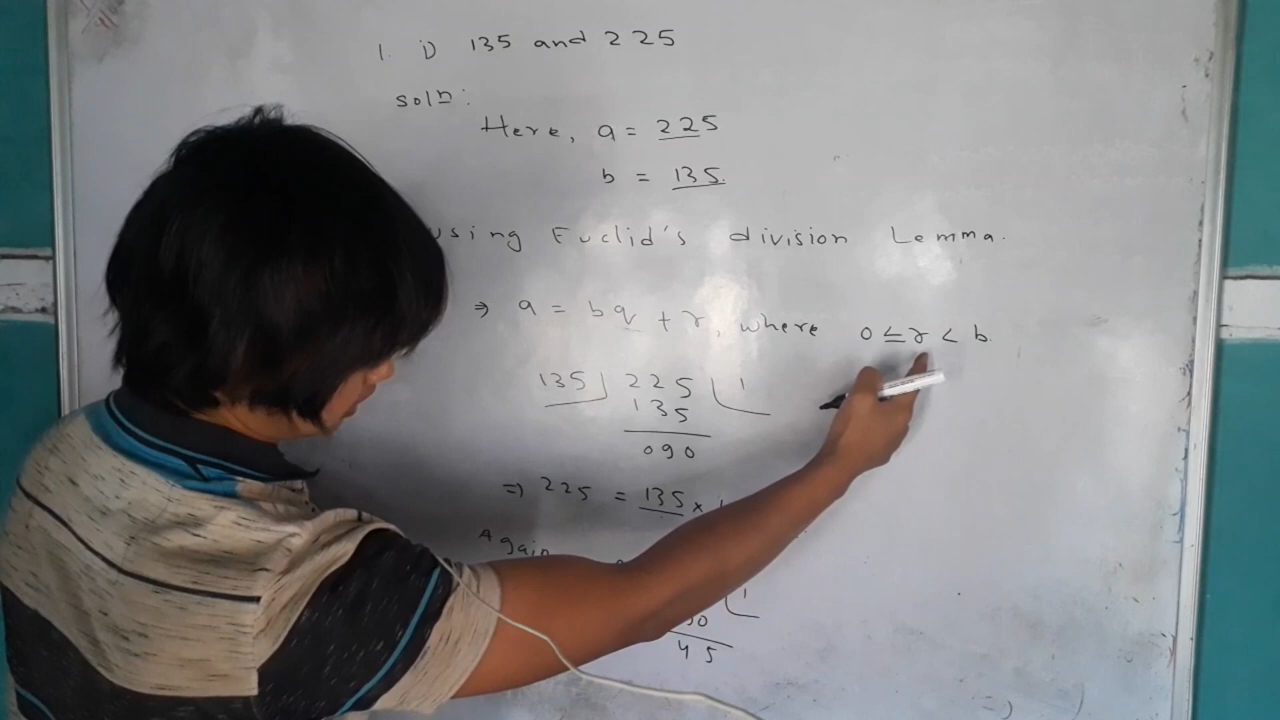 1. i) 135 and 225
soln:
Here, a = 225
b = 135.
using Euclid's division Lemma.
⇒ a = bq + r, where 0 ≤ r < b.
135) 225 (1
135
090
⇒ 225 = 135 ×
Again
1
90
45